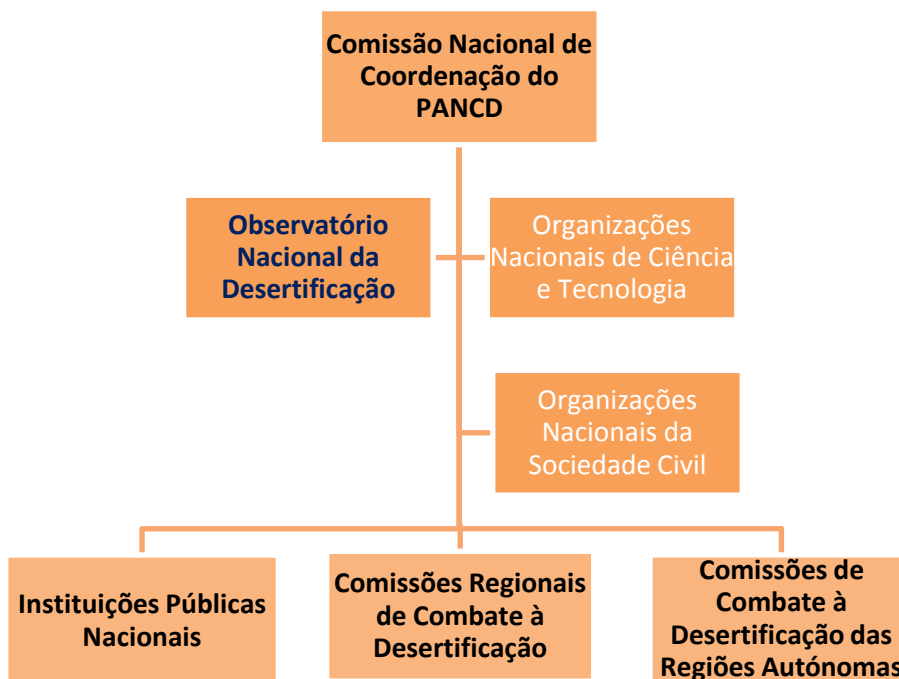 Comissão Nacional de
Coordenação do
PANCD
Observatório
Nacional da
Desertificação
Organizações
Nacionais de Ciência
e Tecnologia
Organizações
Nacionais da
Sociedade Civil
Instituições Públicas
Nacionais
Comissões Regionais
de Combate à
Desertificação
Comissões de
Combate à
Desertificação das
Regiões Autónomas